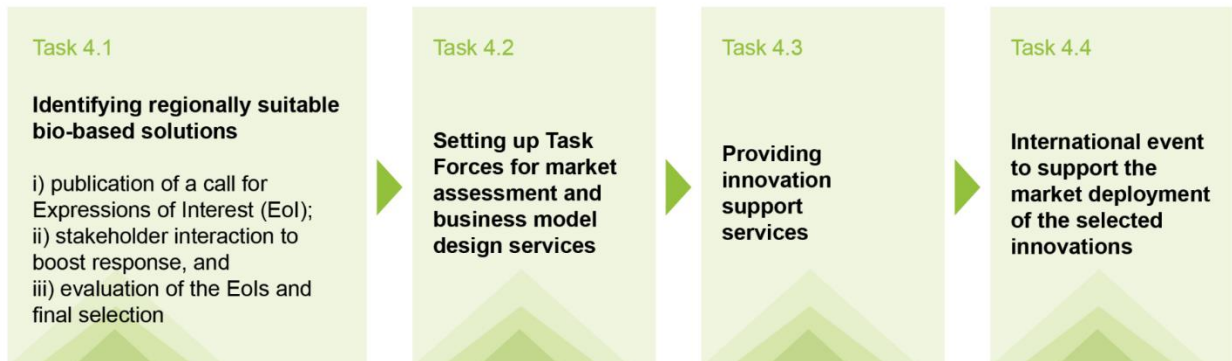 Task 4.1
Identifying regionally suitable
bio-based solutions
i) publication of a call for
Expressions of Interest (EoI);
ii) stakeholder interaction to
boost response, and
iii) evaluation of the EoIs and
final selection
Task 4.2
Setting up Task
Forces for market
assessment and
business model
design services
Task 4.3
Providing
innovation
support
services
Task 4.4
International event
to support the
market deployment
of the selected
innovations